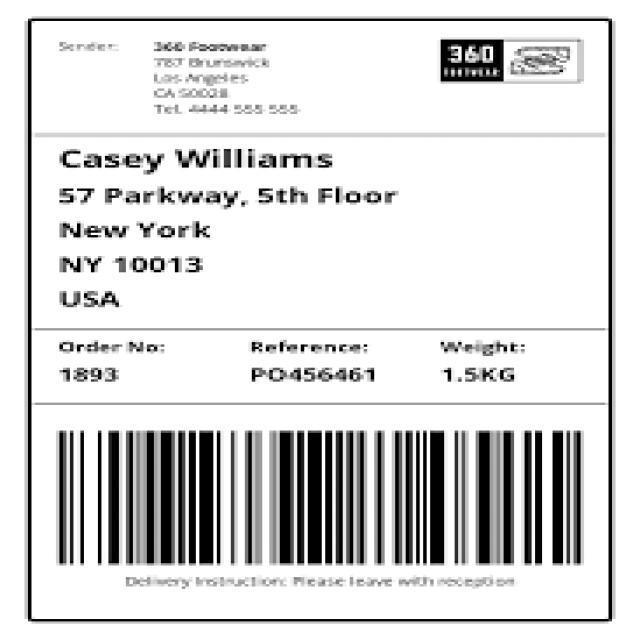 Sender: 360 Footwear
787 Brunswick
Los Angeles
CA 50028
Tel. 4444 555 555
360
FOOTWEAR
Casey Williams
57 Parkway, 5th Floor
New York
NY 10013
USA
Order No: Reference: Weight:
1893 PO456461 1.5KG
Delivery Instruction: Please leave with reception